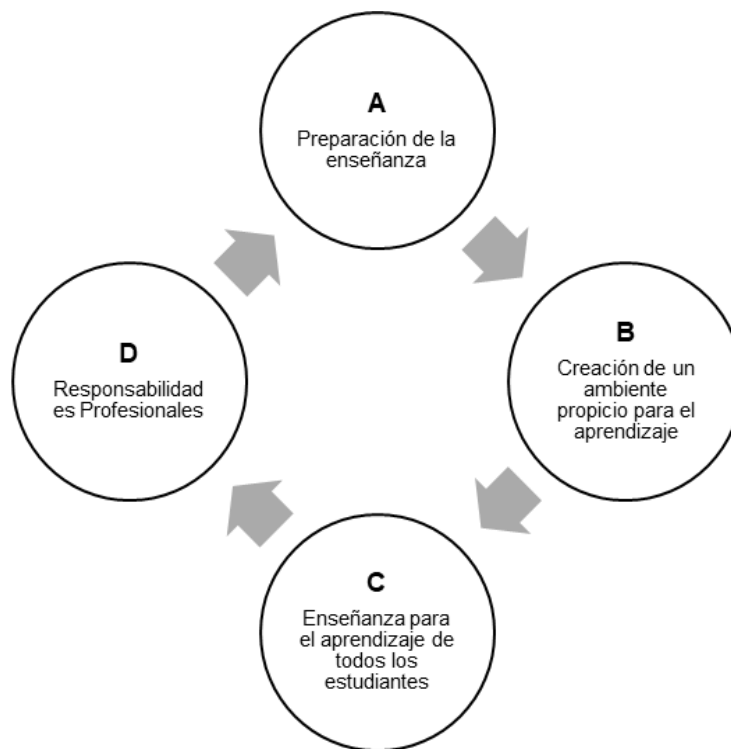 A
Preparación de la
enseñanza
B
Creación de un
ambiente
propicio para el
aprendizaje
C
Enseñanza para
el aprendizaje de
todos los
estudiantes
D
Responsabilidad
es Profesionales